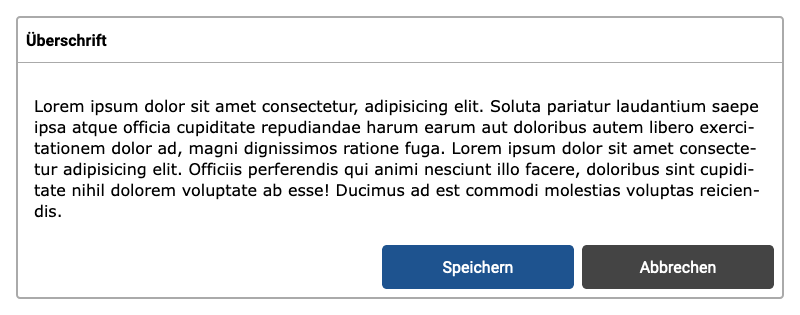 Überschrift
Lorem ipsum dolor sit amet consectetur, adipisicing elit. Soluta pariatur laudantium saepe
ipsa atque officia cupiditate repudiandae harum earum aut doloribus autem libero exerci-
tationem dolor ad, magni dignissimos ratione fuga. Lorem ipsum dolor sit amet consecte-
tur adipisicing elit. Officiis perferendis qui animi nesciunt illo facere, doloribus sint cupidi-
tate nihil dolorem voluptate ab esse! Ducimus ad est commodi molestias voluptas reicien-
dis.
Speichern
Abbrechen